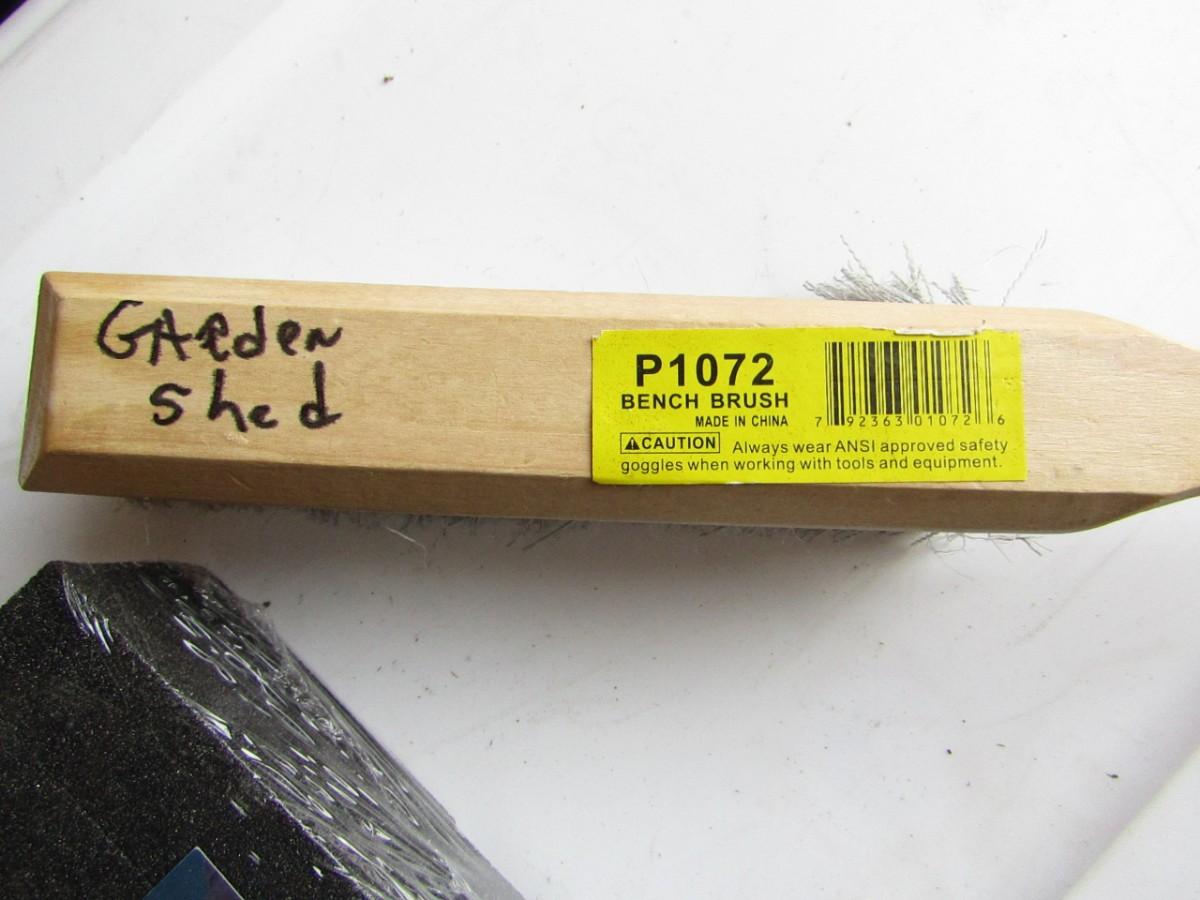 GARden
shed
P1072
BENCH BRUSH
MADE IN CHINA
7 92363 01072 6
⚠CAUTION Always wear ANSI approved safety
goggles when working with tools and equipment.